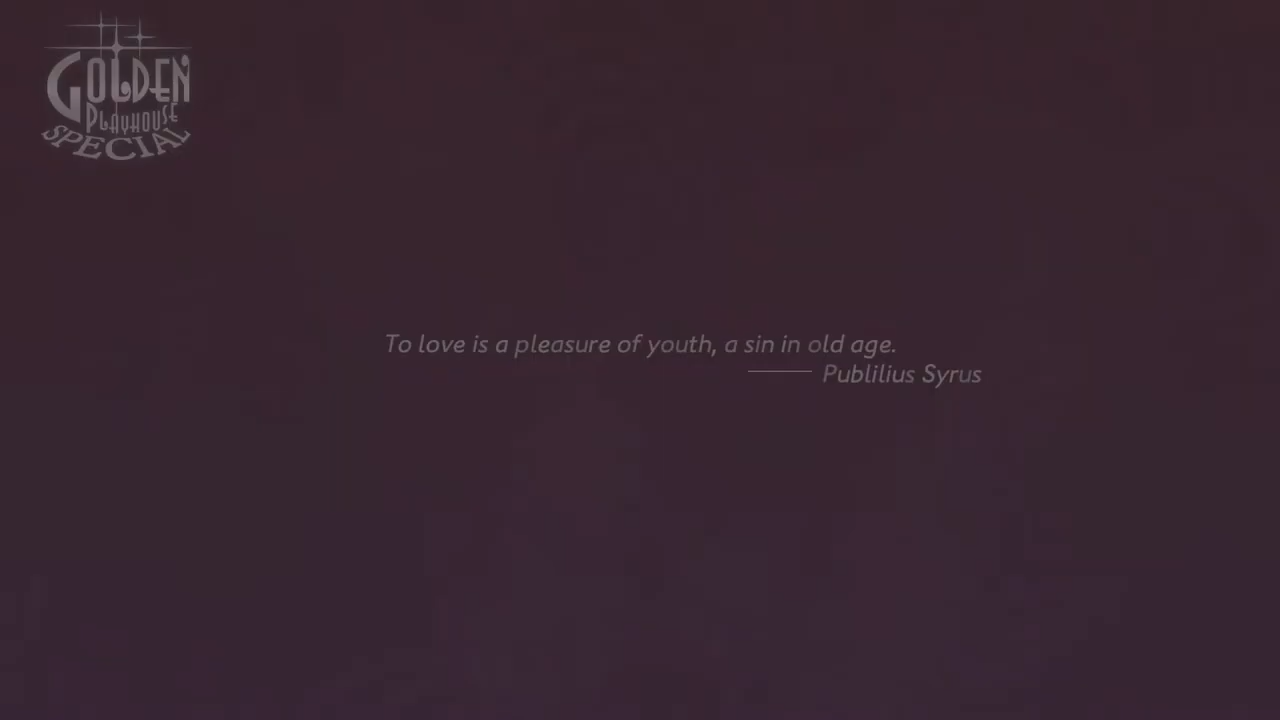 GOLDEN
PLAYHOUSE
SPECIAL
To love is a pleasure of youth, a sin in old age.
Publilius Syrus